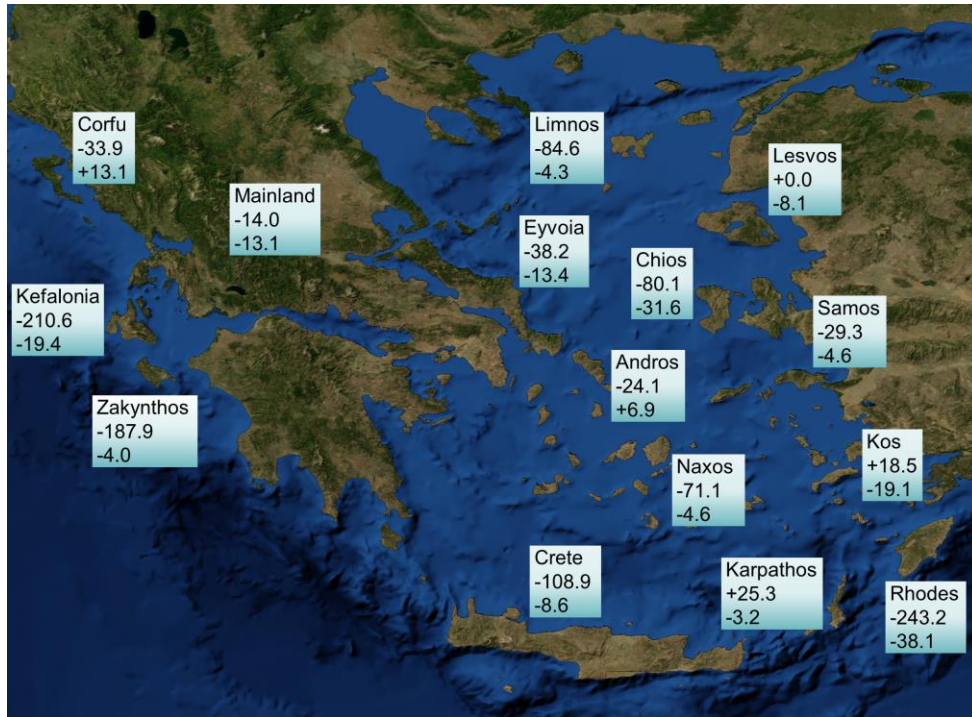 Corfu
-33.9
+13.1
Limnos
-84.6
-4.3
Lesvos
+0.0
-8.1
Mainland
-14.0
-13.1
Eyvoia
-38.2
-13.4
Chios
-80.1
-31.6
Kefalonia
-210.6
-19.4
Samos
-29.3
-4.6
Andros
-24.1
+6.9
Zakynthos
-187.9
-4.0
Kos
+18.5
-19.1
Naxos
-71.1
-4.6
Crete
-108.9
-8.6
Karpathos
+25.3
-3.2
Rhodes
-243.2
-38.1